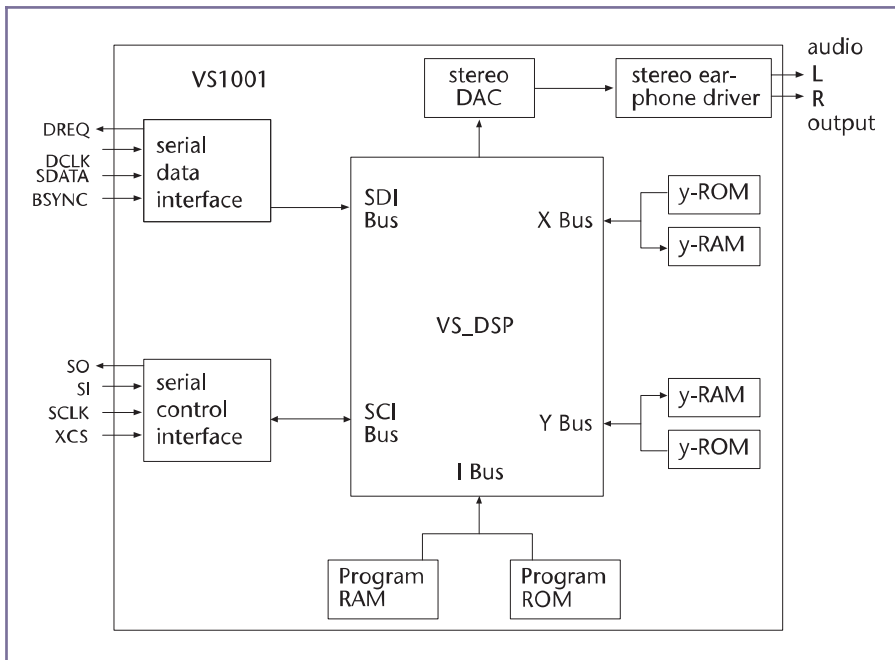 VS1001
stereo
DAC
stereo ear-
phone driver
audio
L
R
output
DREQ
DCLK
SDATA
BSYNC
serial
data
interface
SDI
Bus
X Bus
y-ROM
y-RAM
VS_DSP
SO
SI
SCLK
XCS
serial
control
interface
SCI
Bus
Y Bus
y-RAM
y-ROM
I Bus
Program
RAM
Program
ROM